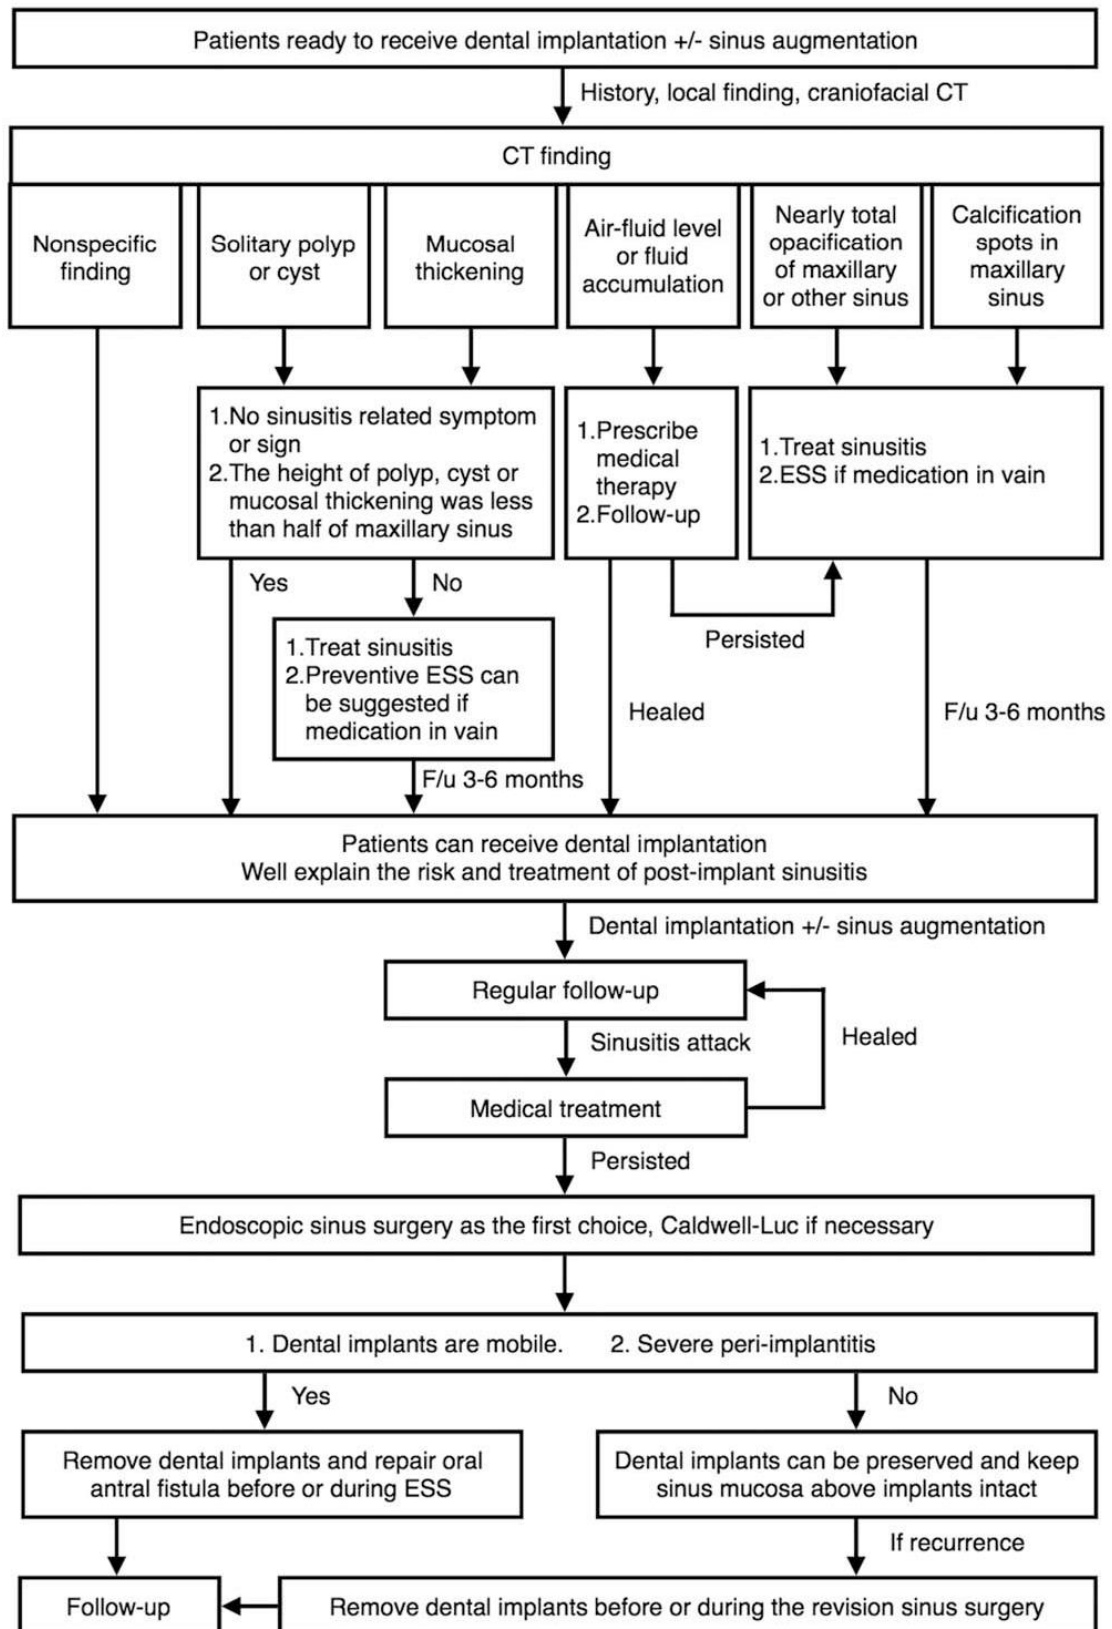 Patients ready to receive dental implantation +/- sinus augmentation
History, local finding, craniofacial CT
CT finding
Nonspecific
finding
Solitary polyp
or cyst
Mucosal
thickening
Air-fluid level
or fluid
accumulation
Nearly total
opacification
of maxillary
or other sinus
Calcification
spots in
maxillary
sinus
1.No sinusitis related symptom
or sign
2.The height of polyp, cyst or
mucosal thickening was less
than half of maxillary sinus
1.Prescribe
medical
therapy
2.Follow-up
1.Treat sinusitis
2.ESS if medication in vain
Yes
No
Persisted
1.Treat sinusitis
2.Preventive ESS can
be suggested if
medication in vain
Healed
F/u 3-6 months
F/u 3-6 months
Patients can receive dental implantation
Well explain the risk and treatment of post-implant sinusitis
Dental implantation +/- sinus augmentation
Regular follow-up
Sinusitis attack
Healed
Medical treatment
Persisted
Endoscopic sinus surgery as the first choice, Caldwell-Luc if necessary
1. Dental implants are mobile. 2. Severe peri-implantitis
Yes
No
Remove dental implants and repair oral
antral fistula before or during ESS
Dental implants can be preserved and keep
sinus mucosa above implants intact
If recurrence
Follow-up
Remove dental implants before or during the revision sinus surgery